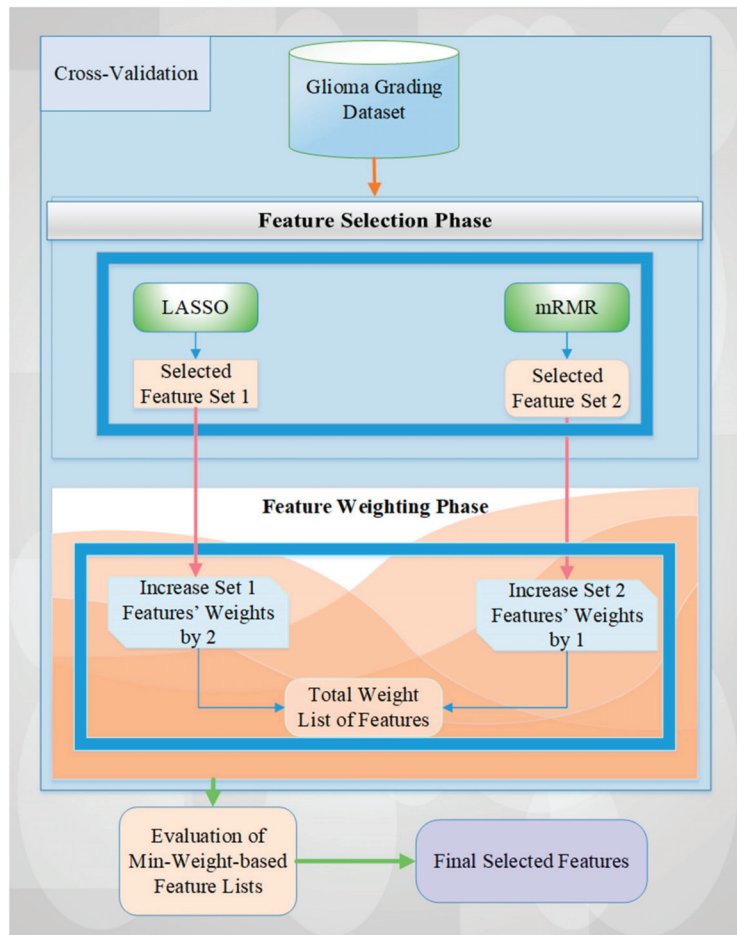 Cross-Validation
Glioma Grading
Dataset
Feature Selection Phase
LASSO
mRMR
Selected
Feature Set 1
Selected
Feature Set 2
Feature Weighting Phase
Increase Set 1
Features' Weights
by 2
Increase Set 2
Features' Weights
by 1
Total Weight
List of Features
Evaluation of
Min-Weight-based
Feature Lists
Final Selected Features